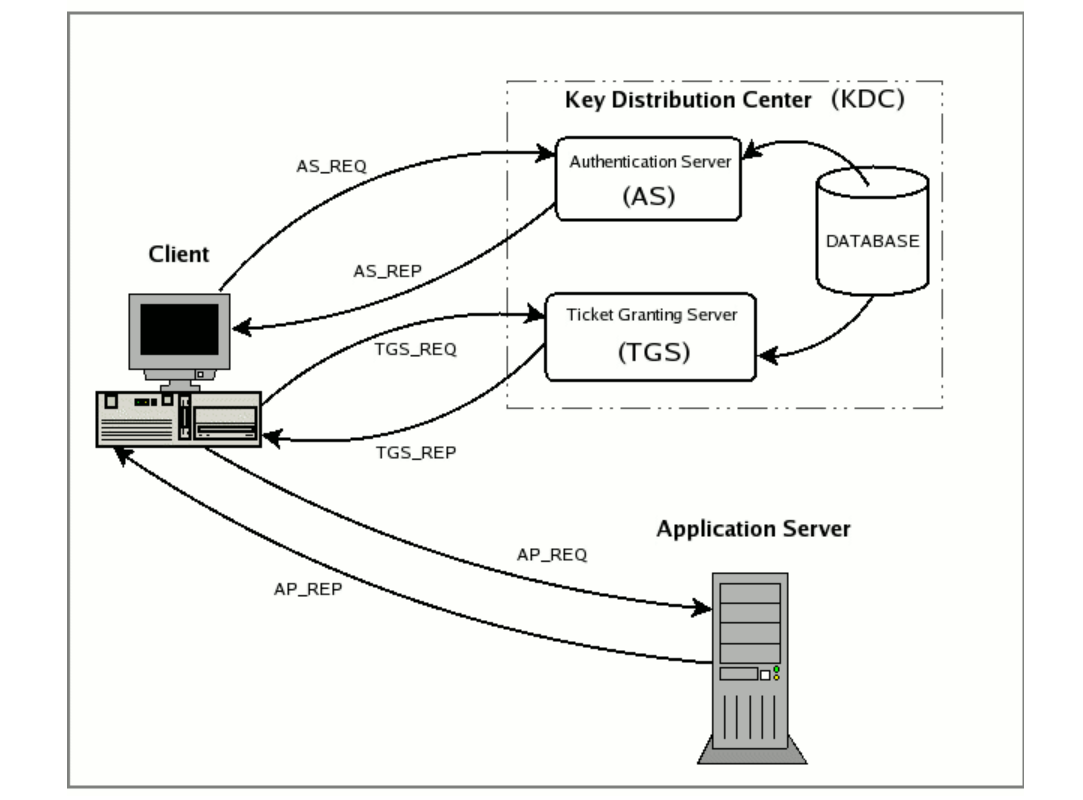 Key Distribution Center (KDC)
AS_REQ
Authentication Server
(AS)
DATABASE
Client
AS_REP
Ticket Granting Server
(TGS)
TGS_REQ
TGS_REP
Application Server
AP_REQ
AP_REP